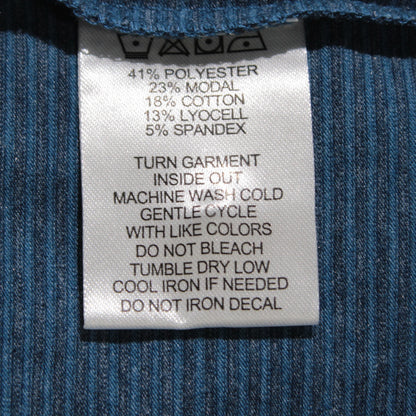 41% POLYESTER
23% MODAL
18% COTTON
13% LYOCELL
5% SPANDEX
TURN GARMENT
INSIDE OUT
MACHINE WASH COLD
GENTLE CYCLE
WITH LIKE COLORS
DO NOT BLEACH
TUMBLE DRY LOW
COOL IRON IF NEEDED
DO NOT IRON DECAL